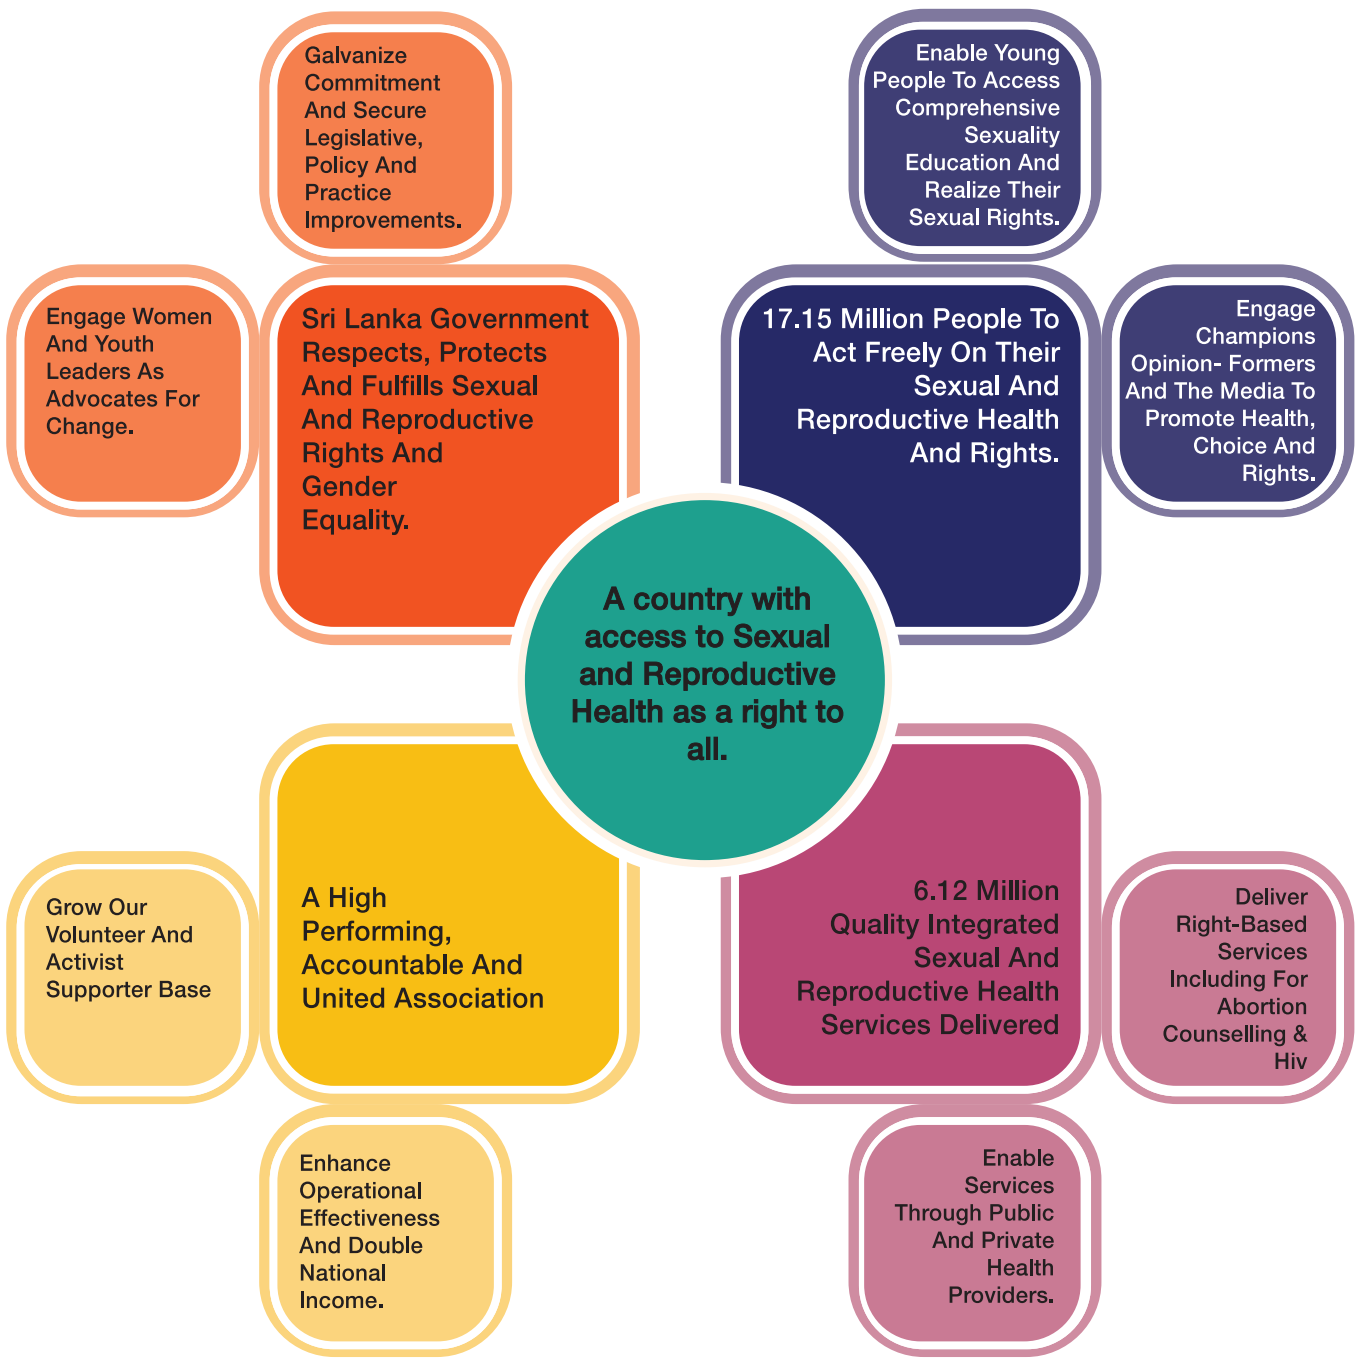 Galvanize
Commitment
And Secure
Legislative,
Policy And
Practice
Improvements.
Engage Women
And Youth
Leaders As
Advocates For
Change.
Sri Lanka Government
Respects, Protects
And Fulfills Sexual
And Reproductive
Rights And
Gender
Equality.
Enable Young
People To Access
Comprehensive
Sexuality
Education And
Realize Their
Sexual Rights.
17.15 Million People To
Act Freely On Their
Sexual And
Reproductive Health
And Rights.
Engage
Champions
Opinion- Formers
And The Media To
Promote Health,
Choice And
Rights.
A country with
access to Sexual
and Reproductive
Health as a right to
all.
Grow Our
Volunteer And
Activist
Supporter Base
A High
Performing,
Accountable And
United Association
Enhance
Operational
Effectiveness
And Double
National
Income.
6.12 Million
Quality Integrated
Sexual And
Reproductive Health
Services Delivered
Deliver
Right-Based
Services
Including For
Abortion
Counselling &
Hiv
Enable
Services
Through Public
And Private
Health
Providers.